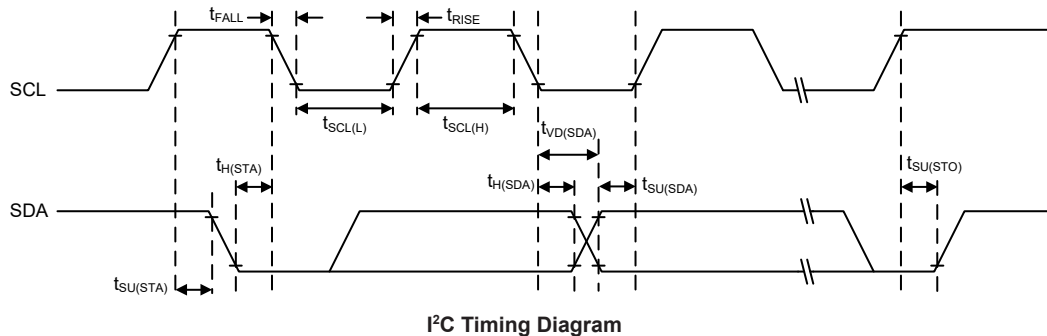 tFALL
tRISE
SCL
tSCL(L)
tSCL(H)
tVD(SDA)
tH(STA)
tH(SDA)
tSU(SDA)
tSU(STO)
SDA
tSU(STA)
I²C Timing Diagram